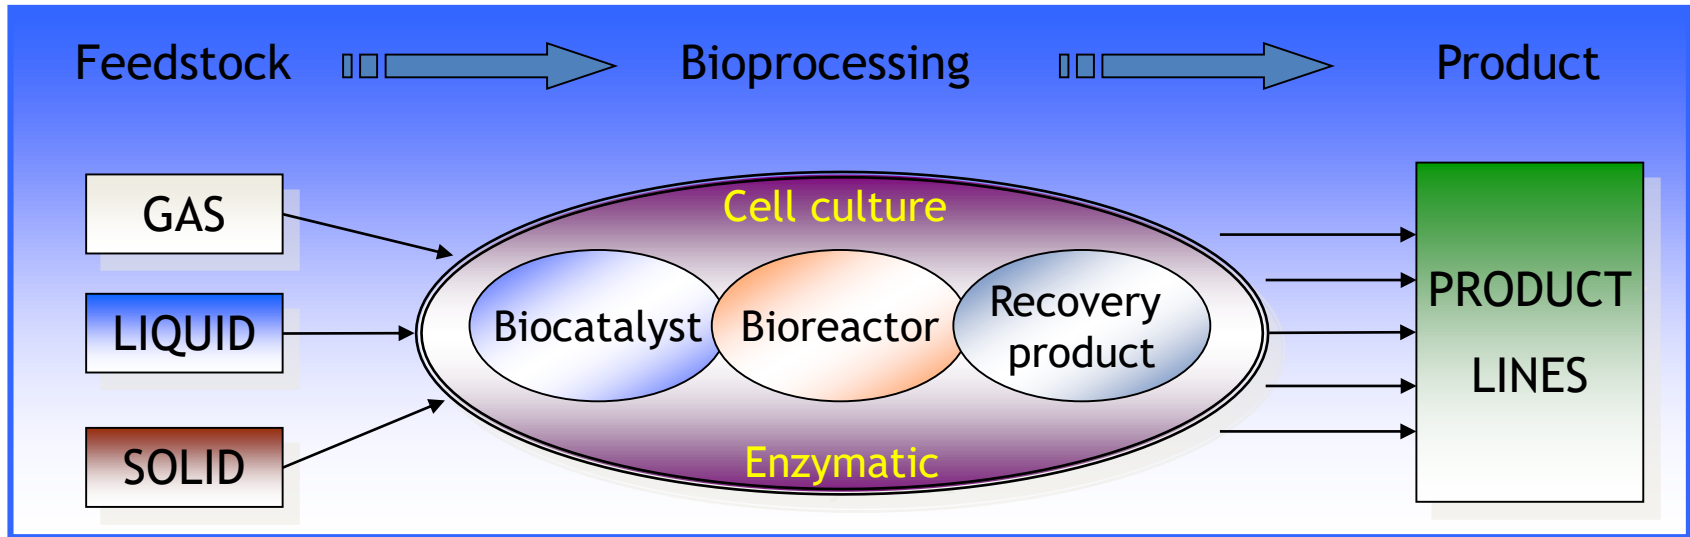 Feedstock
Bioprocessing
Product
GAS
LIQUID
SOLID
Cell culture
Biocatalyst
Bioreactor
Recovery
product
Enzymatic
PRODUCT
LINES